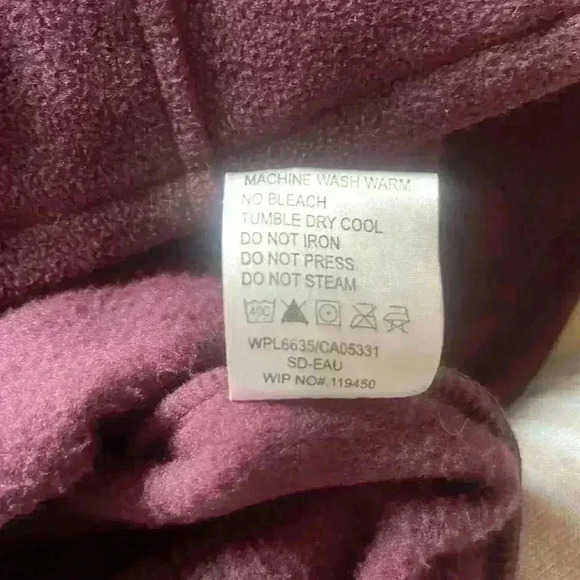 MACHINE WASH WARM
NO BLEACH
TUMBLE DRY COOL
DO NOT IRON
DO NOT PRESS
DO NOT STEAM
40C
WPL6635/CA05331
SD-EAU
WIP NO#.119450